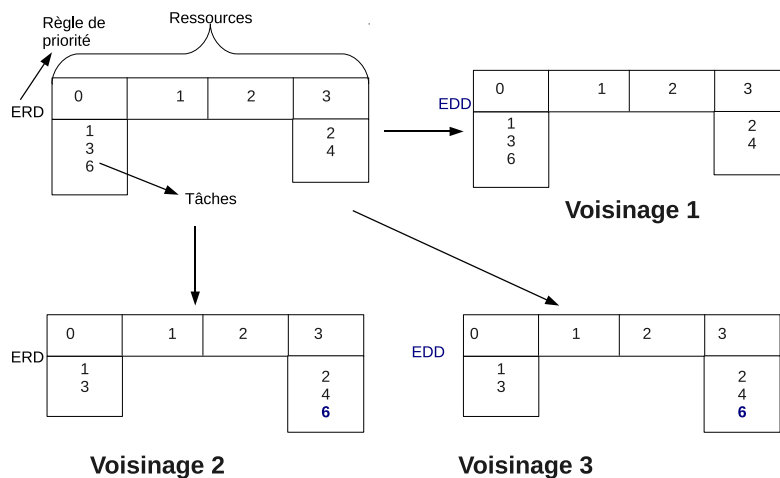 Règle de
priorité
Ressources
ERD
0 1 2 3
1
3
6
2
4
Tâches
EDD
0 1 2 3
1
3
6
2
4
Voisinage 1
ERD
0 1 2 3
1
3
2
4
6
Voisinage 2
EDD
0 1 2 3
1
3
2
4
6
Voisinage 3